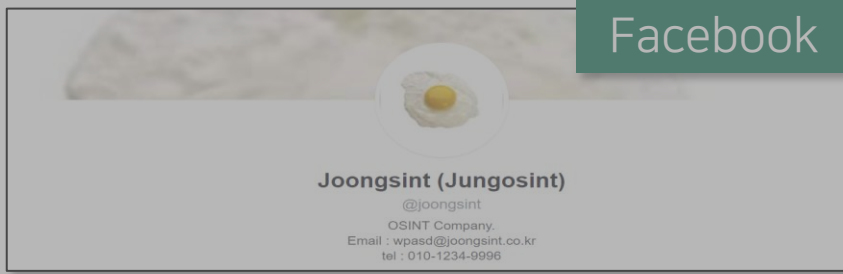 Facebook
Joongsint (Jungosint)
@joongsint
OSINT Company.
Email : wpasd@joongsint.co.kr
tel : 010-1234-9996